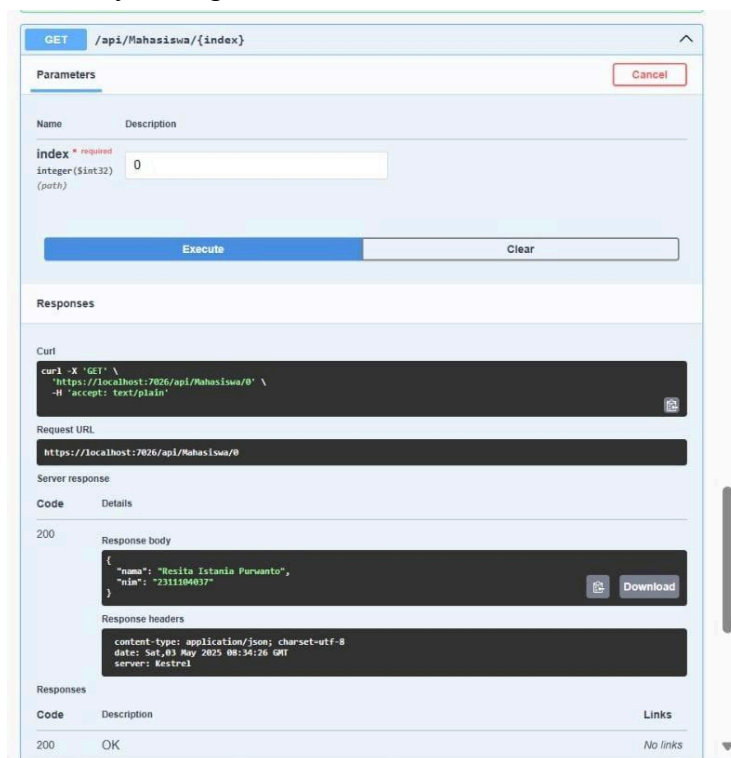 GET /api/Mahasiswa/{index}
Parameters Cancel
Name Description
index * required
integer($int32)
(path)
0
Execute Clear
Responses
Curl
curl -X 'GET' \
'https://localhost:7026/api/Mahasiswa/0' \
-H 'accept: text/plain'
Request URL
https://localhost:7026/api/Mahasiswa/0
Server response
Code Details
200
Response body
{
"nama": "Resita Istania Purwanto",
"nim": "2311104037"
}
Download
Response headers
content-type: application/json; charset=utf-8
date: Sat,03 May 2025 08:34:26 GMT
server: Kestrel
Responses
Code Description Links
200 OK No links